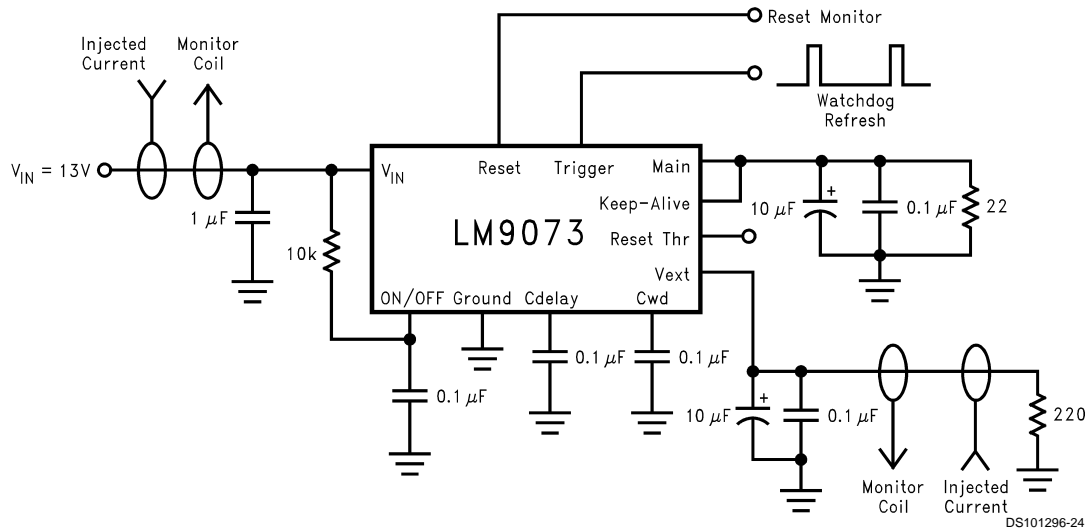 Reset Monitor
Injected
Current
Monitor
Coil
Watchdog
Refresh
VIN = 13V
VIN
Reset
Trigger
Main
1 μF
Keep-Alive
10 μF
+
0.1 μF
22
LM9073
Reset Thr
10k
Vext
ON/OFF
Ground
Cdelay
Cwd
0.1 μF
0.1 μF
0.1 μF
+
10 μF
0.1 μF
220
Monitor
Coil
Injected
Current
DS101296-24